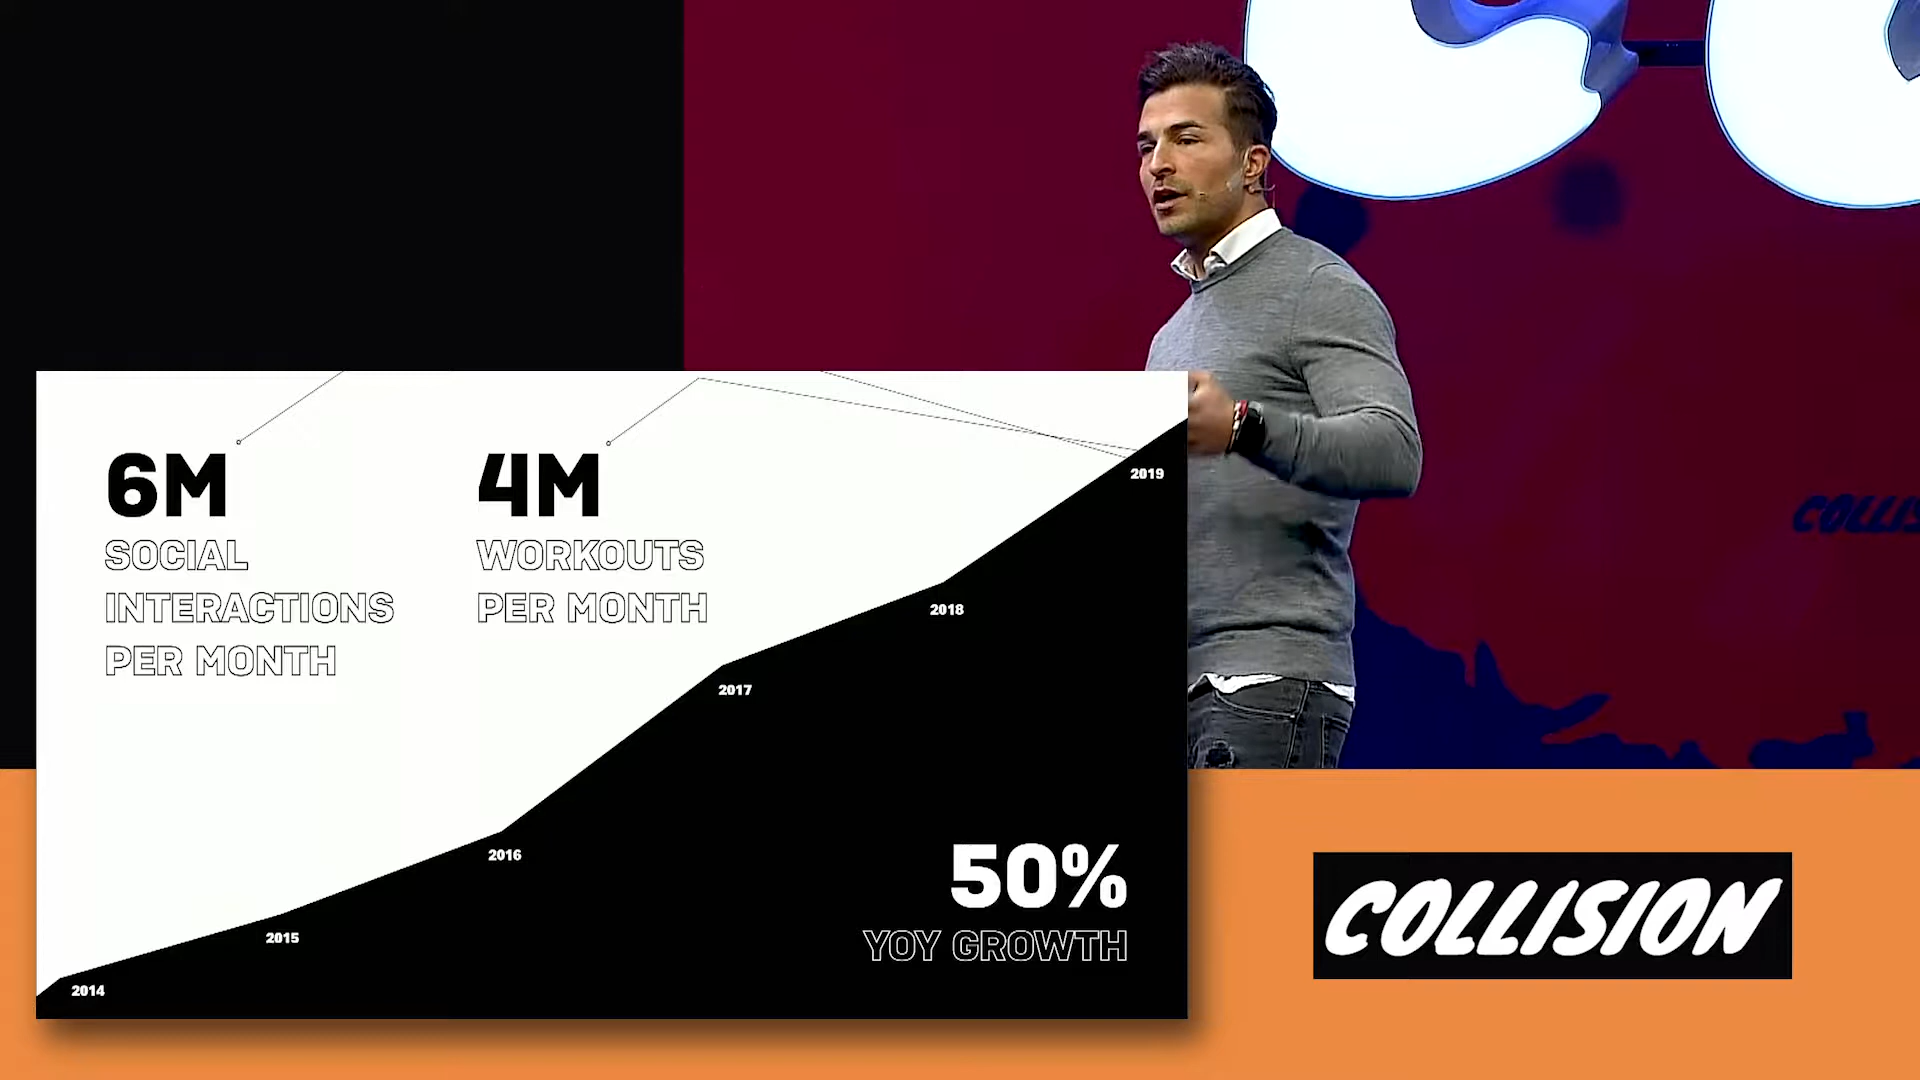 6M
SOCIAL
INTERACTIONS
PER MONTH
4M
WORKOUTS
PER MONTH
2019
2018
2017
2016
2015
2014
50%
YOY GROWTH
COLLISION